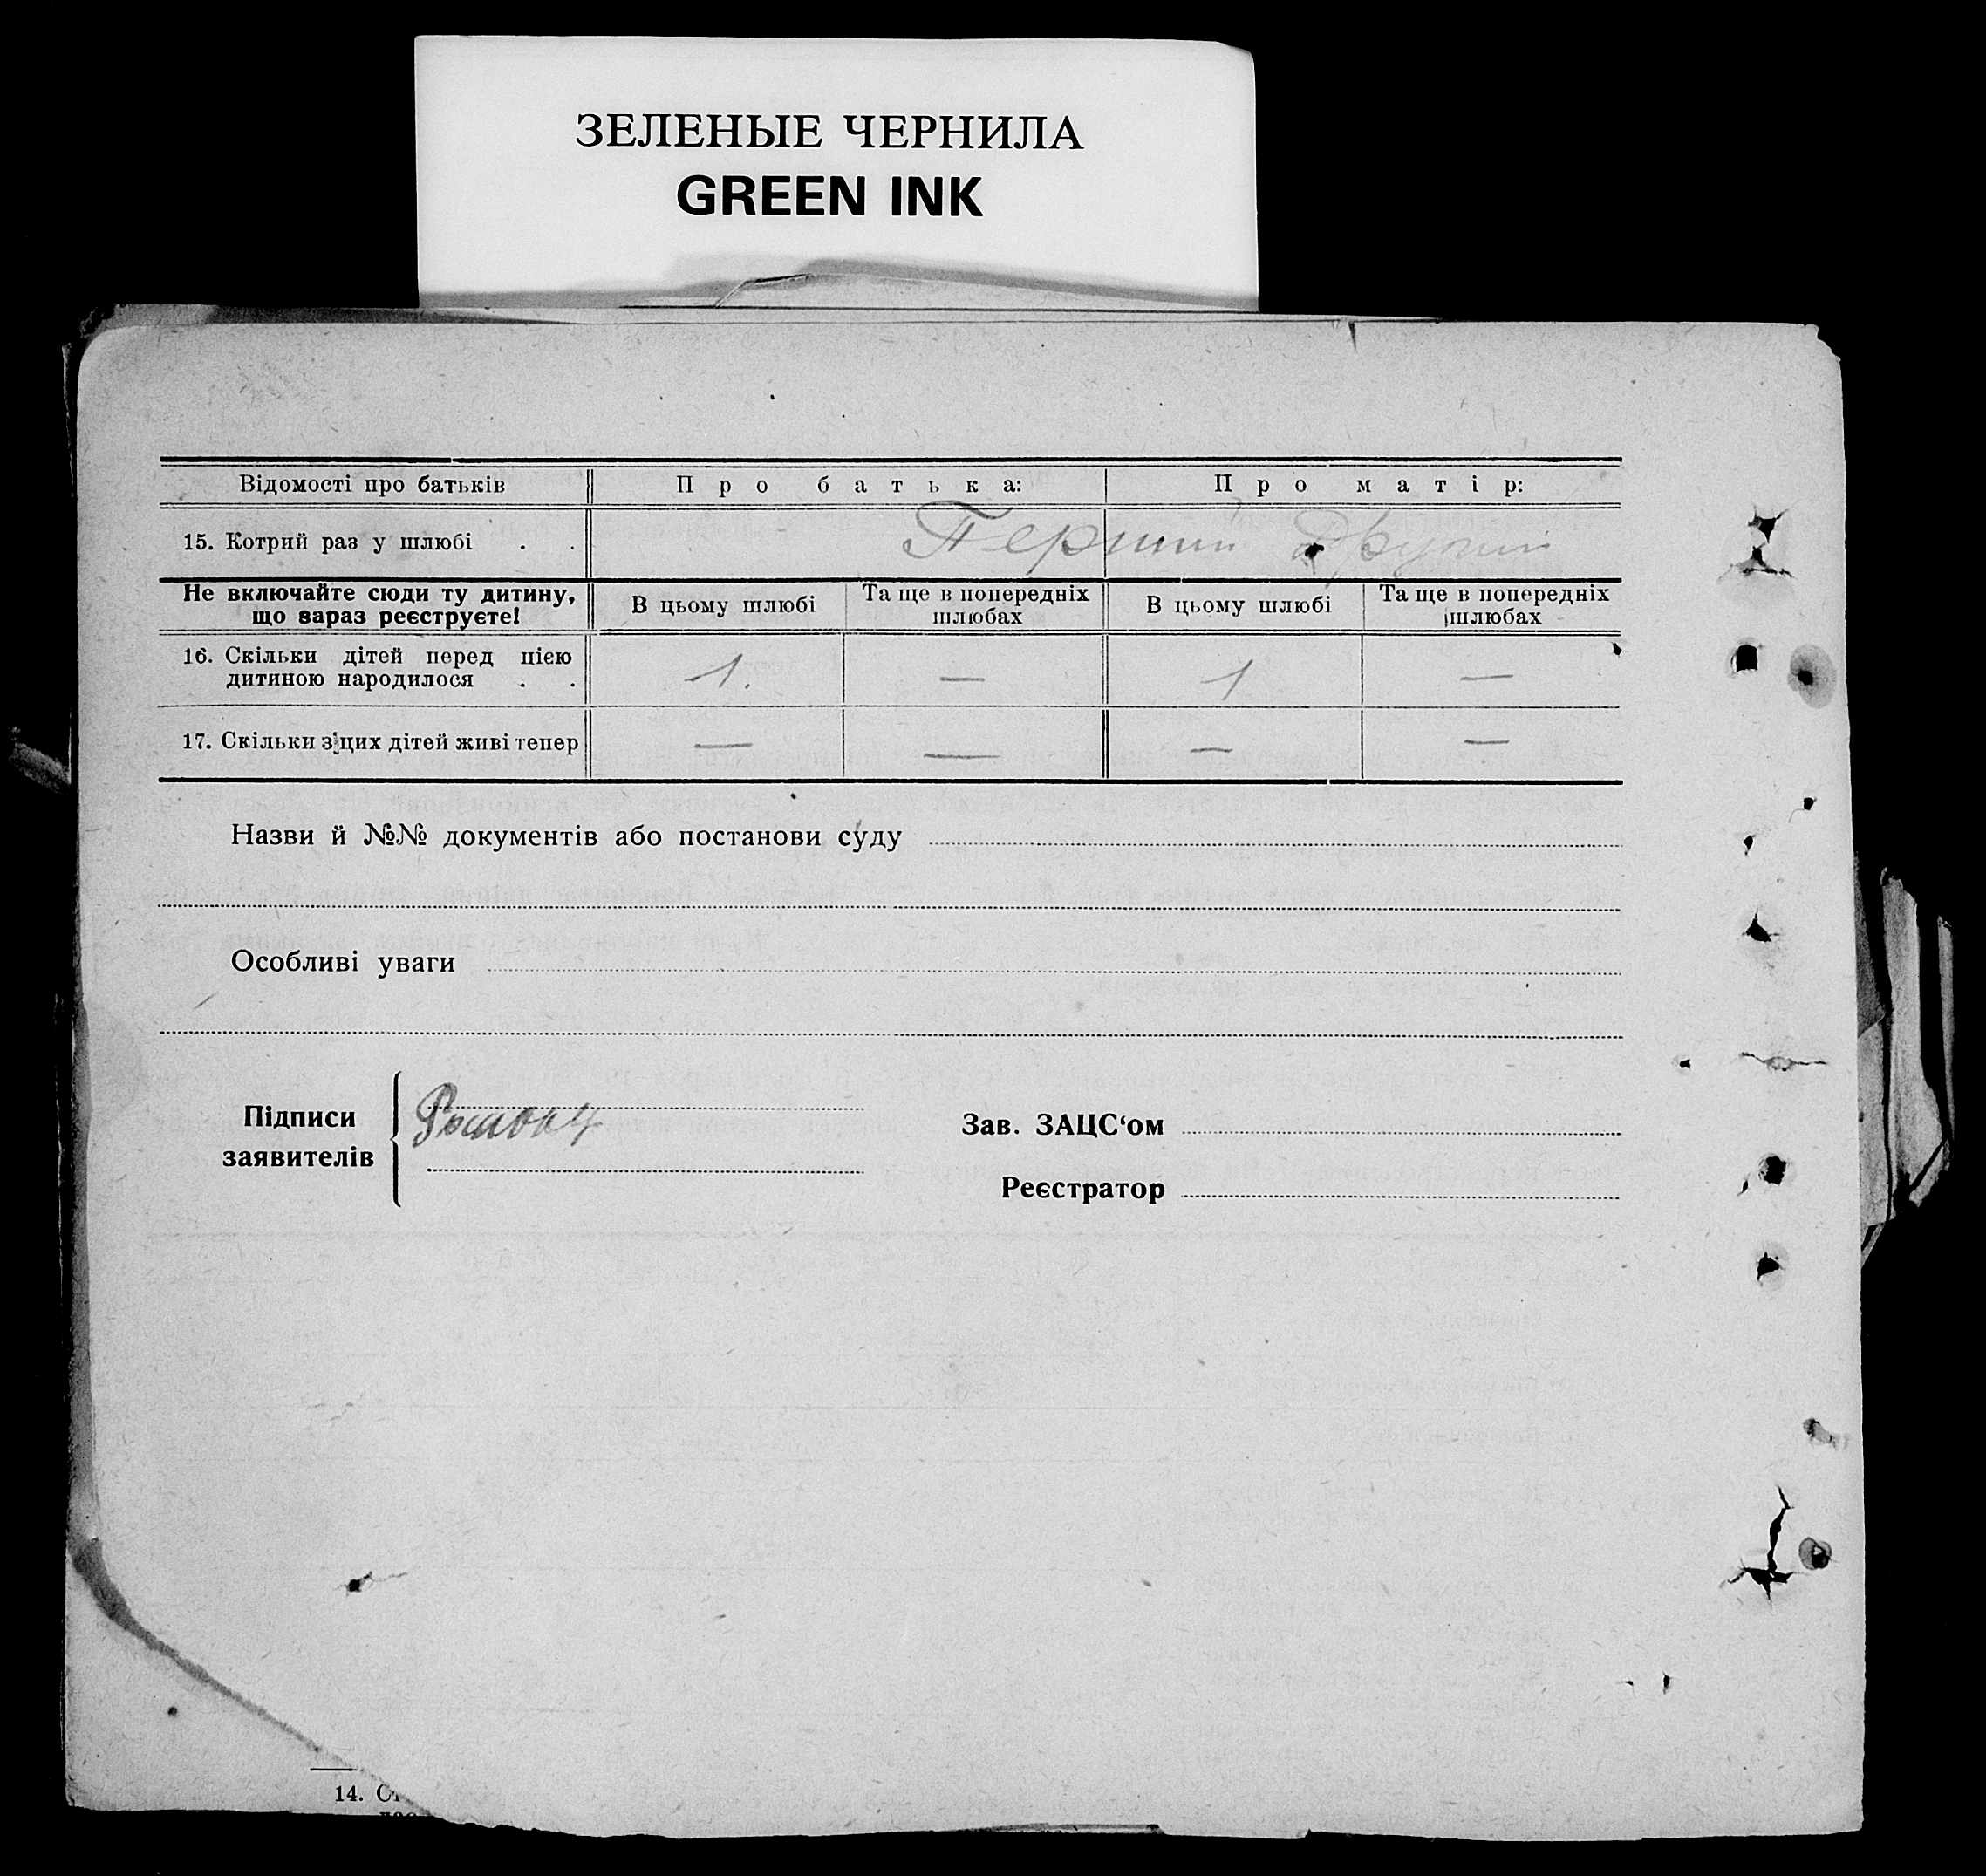 ЗЕЛЕНЫЕ ЧЕРНИЛА
GREEN INK
Відомості про батьків Про батька: Про матір:
15. Котрий раз у шлюбі . . Перший Другий
Не включайте сюди ту дитину, що зараз реєструєте! В цьому шлюбі Та ще в попередніх шлюбах В цьому шлюбі Та ще в попередніх шлюбах
16. Скільки дітей перед цією
дитиною народилося . . 1. — 1 —
17. Скільки з цих дітей живі тепер — — — —
Назви й №№ документів або постанови суду
Особливі уваги
Підписи
заявителів
Зав. ЗАЦС‘ом
Реєстратор
14.